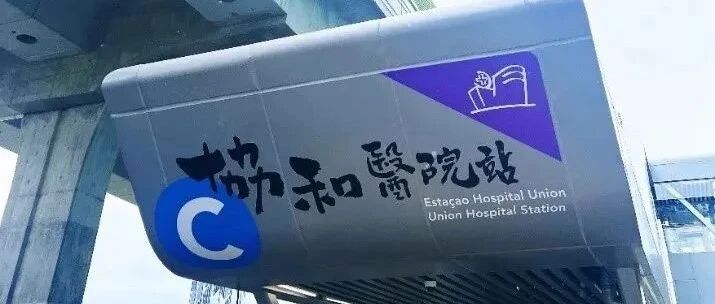 協和醫院站
Estaçao Hospital Union
Union Hospital Station
C